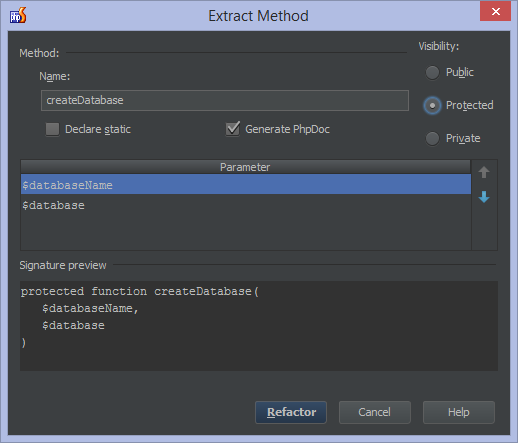 php
Extract Method
Method:
Visibility:
Name:
Public
createDatabase
Protected
Declare static
Generate PhpDoc
Private
Parameter
$databaseName
$database
Signature preview
protected function createDatabase(
$databaseName,
$database
)
Refactor
Cancel
Help